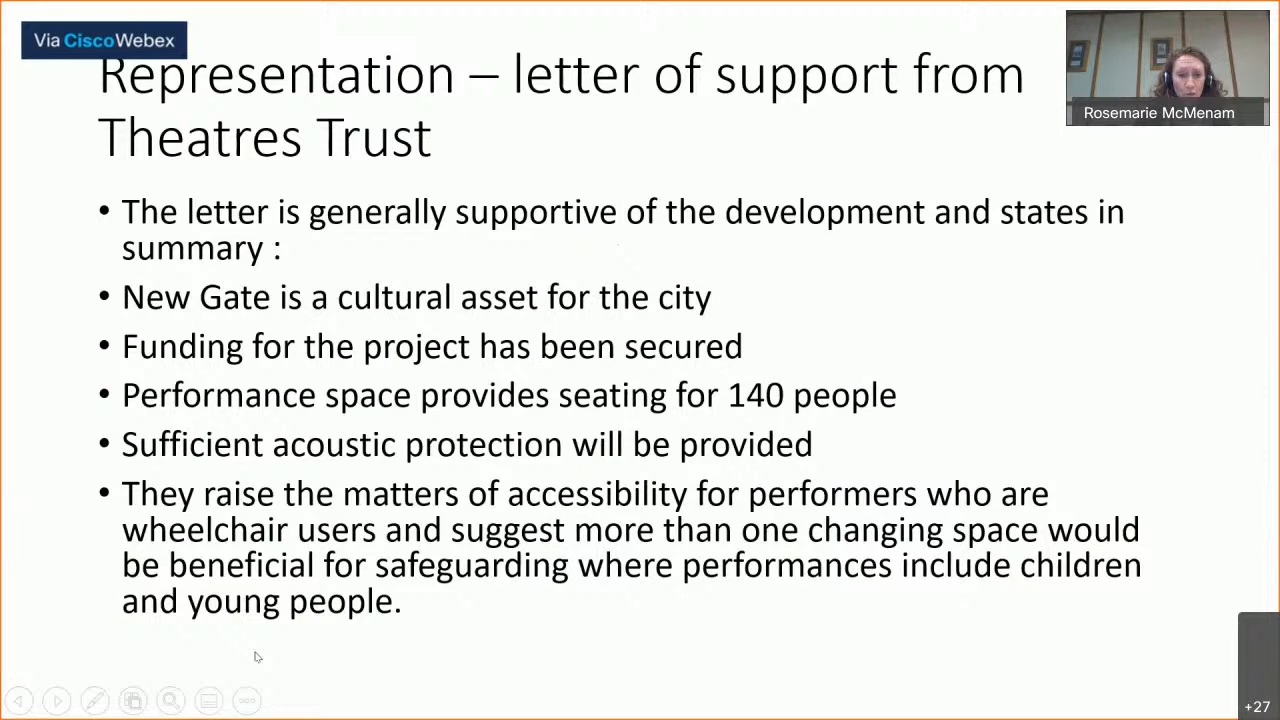 Via Cisco Webex
Representation – letter of support from
Theatres Trust
Rosemarie McMenam
• The letter is generally supportive of the development and states in
summary :
• New Gate is a cultural asset for the city
• Funding for the project has been secured
• Performance space provides seating for 140 people
• Sufficient acoustic protection will be provided
• They raise the matters of accessibility for performers who are
wheelchair users and suggest more than one changing space would
be beneficial for safeguarding where performances include children
and young people.
+27